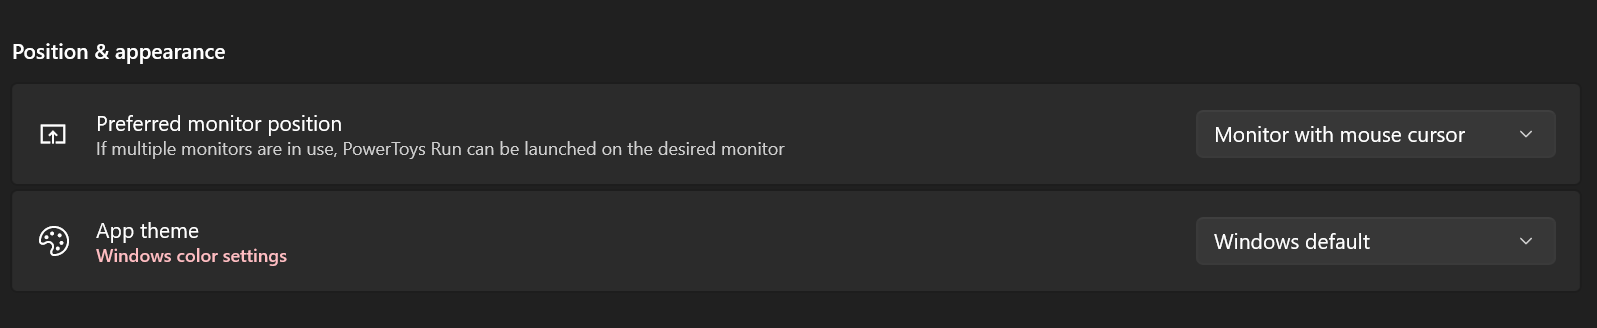 Position & appearance
Preferred monitor position
If multiple monitors are in use, PowerToys Run can be launched on the desired monitor
Monitor with mouse cursor
App theme
Windows color settings
Windows default